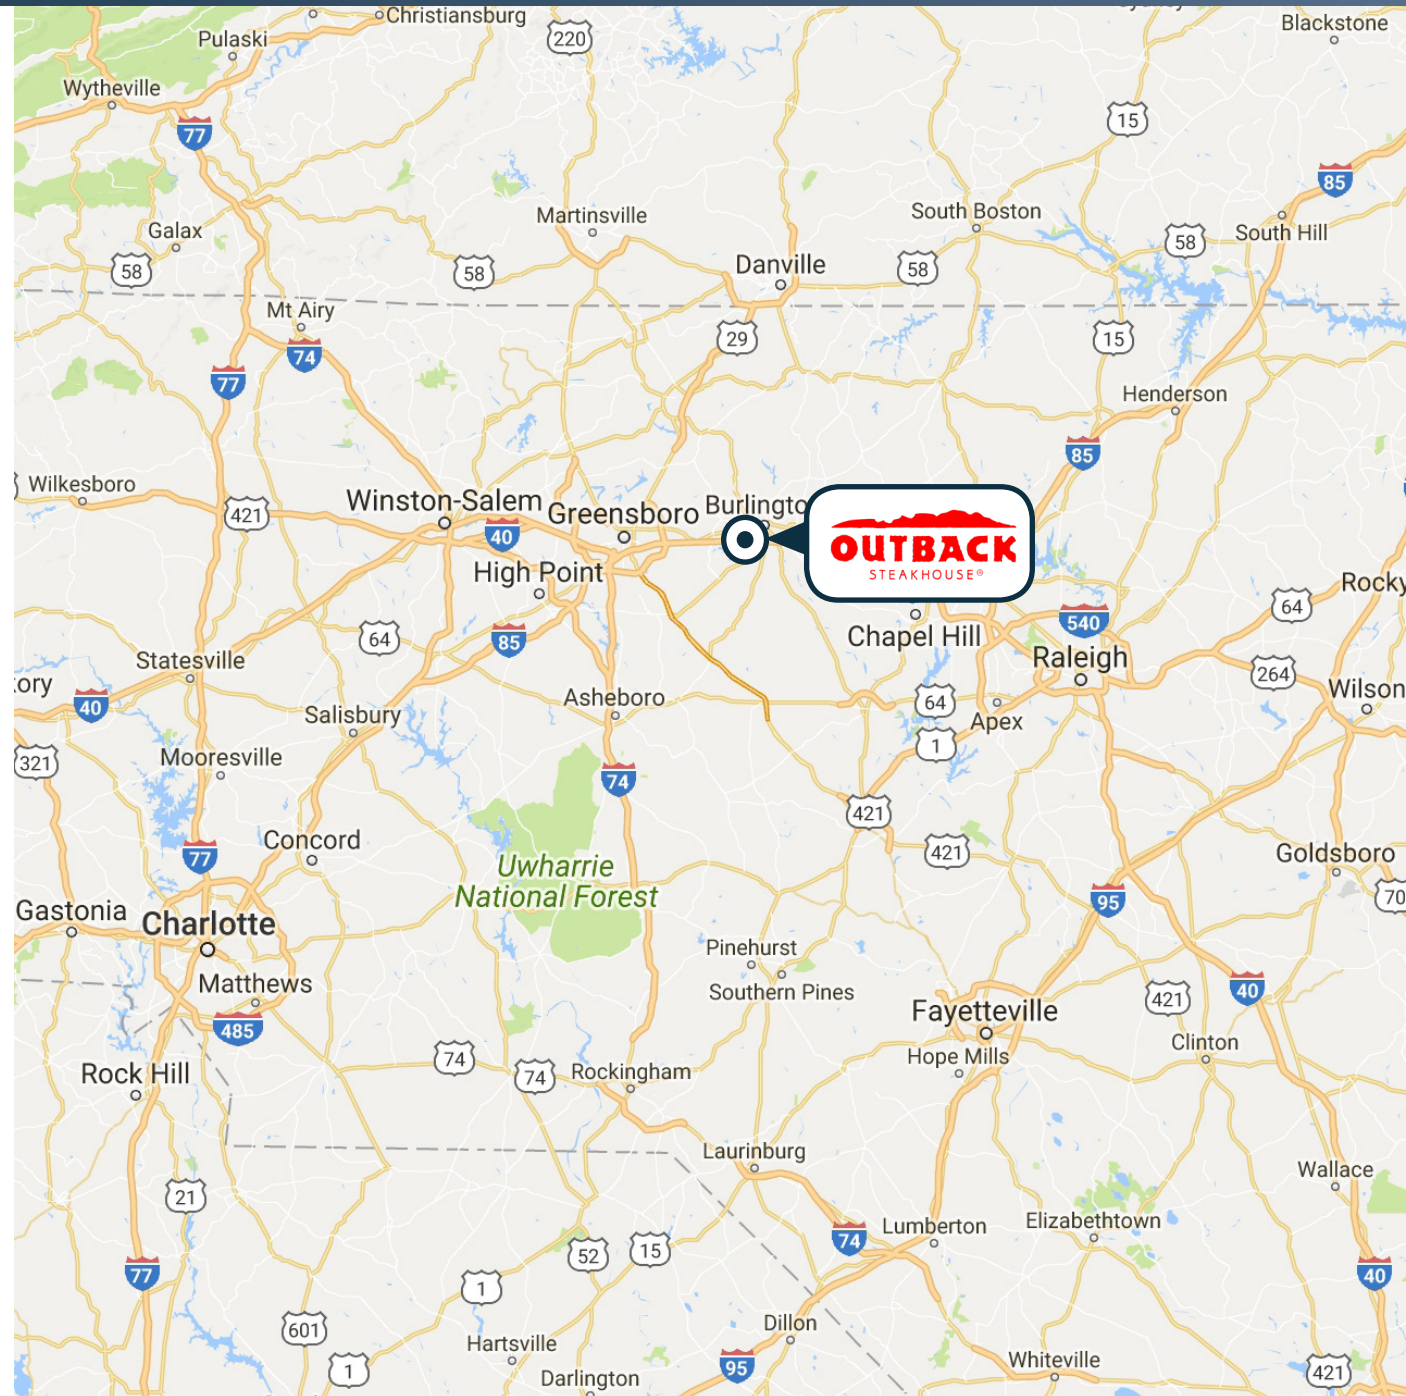 Christiansburg
Blackstone
Pulaski
220
Wytheville
15
77
85
Martinsville
South Boston
Galax
58
South Hill
58
58
58
Danville
Mt Airy
29
15
74
77
Henderson
85
Wilkesboro
Winston-Salem
Greensboro
421
40
OUTBACK
STEAKHOUSE®
High Point
64
540
Chapel Hill
64
85
Raleigh
Statesville
264
40
Asheboro
64
Wilson
Salisbury
Apex
1
Mooresville
321
74
421
Concord
421
77
Goldsboro
Uwharrie
National Forest
95
70
Gastonia
Charlotte
Pinehurst
Matthews
Southern Pines
421
40
Fayetteville
485
Clinton
74
74
Hope Mills
Rock Hill
Rockingham
Laurinburg
Wallace
21
Lumberton
Elizabethtown
74
52
15
77
40
1
601
Dillon
Hartsville
Whiteville
1
95
421
Darlington